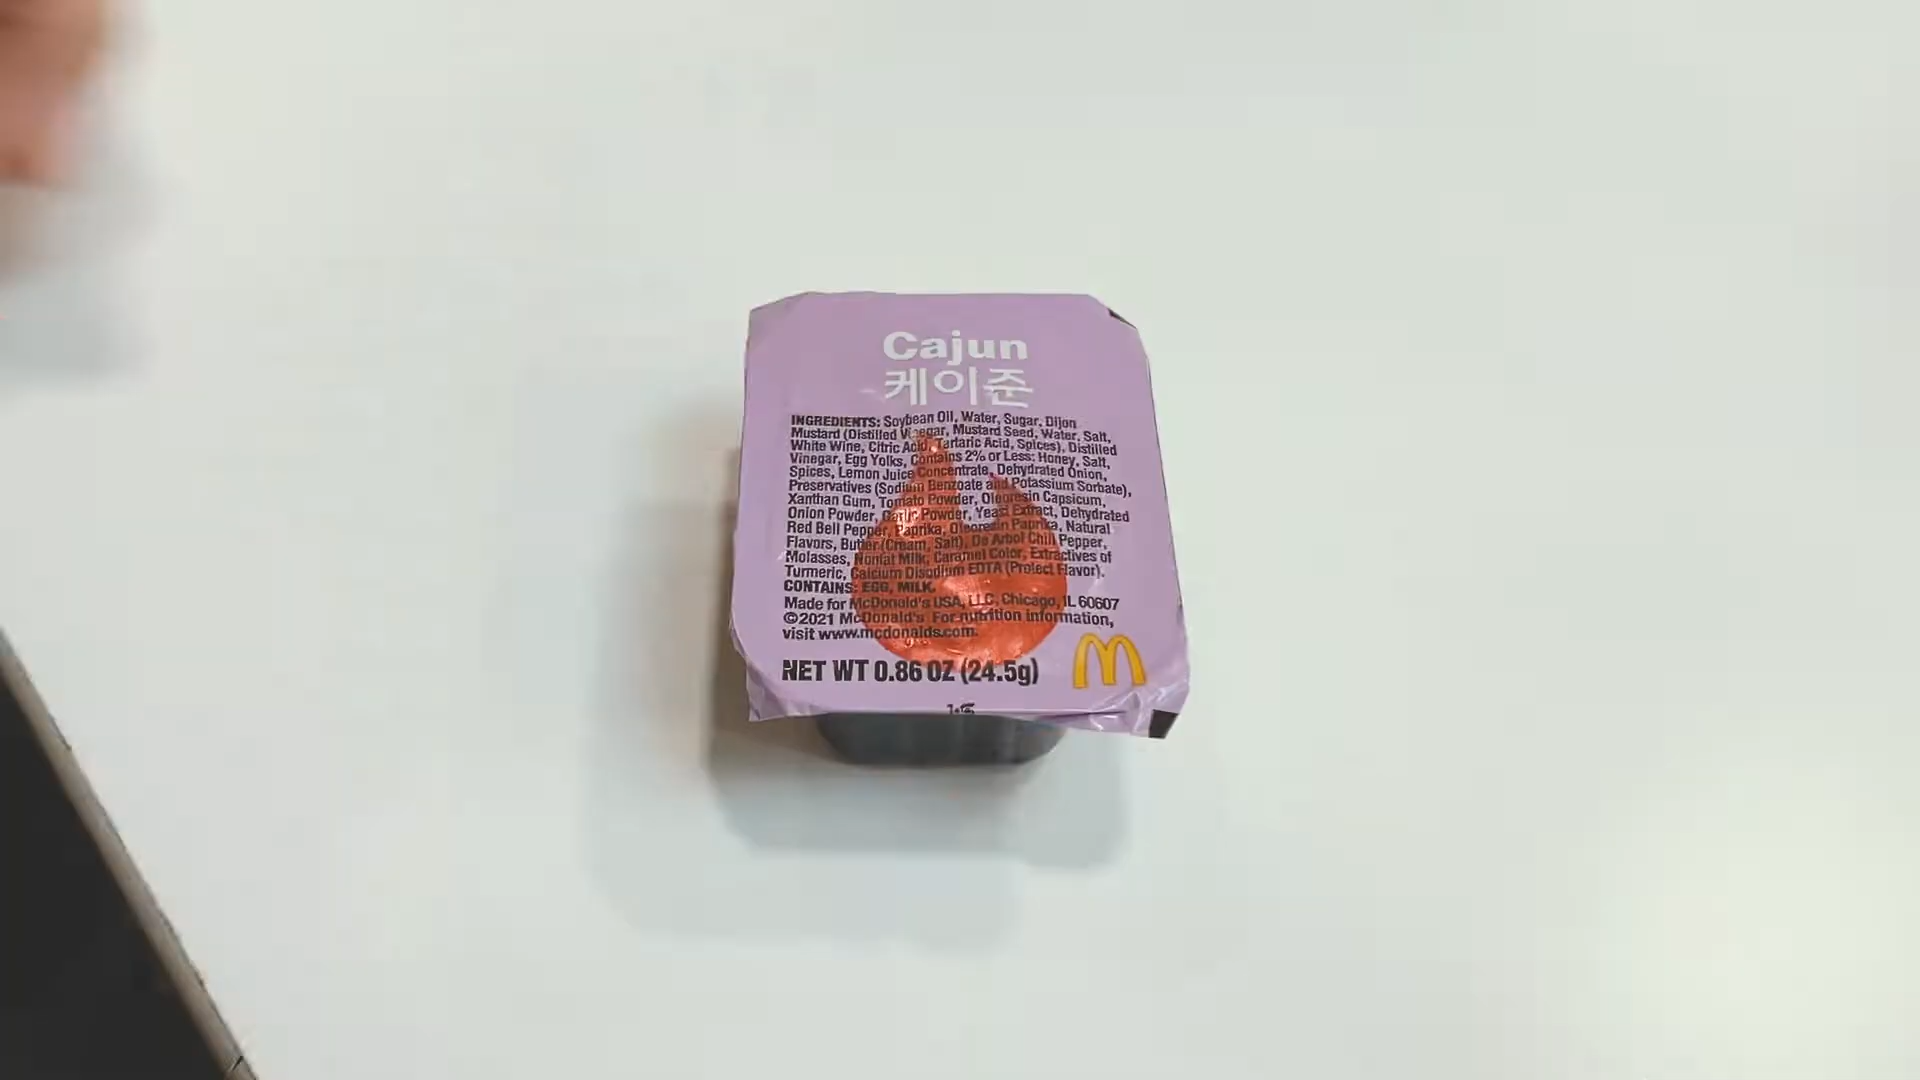 Cajun
케이준
INGREDIENTS: Soybean Oil, Water, Sugar, Dijon
Mustard (Distilled Vinegar, Mustard Seed, Water, Salt,
White Wine, Citric Acid, Tartaric Acid, Spices), Distilled
Vinegar, Egg Yolks, Contains 2% or Less: Honey, Salt,
Spices, Lemon Juice Concentrate, Dehydrated Onion,
Preservatives (Sodium Benzoate and Potassium Sorbate),
Xanthan Gum, Tomato Powder, Oleoresin Capsicum,
Onion Powder, Garlic Powder, Yeast Extract, Dehydrated
Red Bell Pepper, Paprika, Oleoresin Paprika, Natural
Flavors, Butter (Cream, Salt), De Arbol Chili Pepper,
Molasses, Nonfat Milk, Caramel Color, Extractives of
Turmeric, Calcium Disodium EDTA (Protect Flavor).
CONTAINS: EGG, MILK.
Made for McDonald's USA, LLC, Chicago, IL 60607
©2021 McDonald's For nutrition information,
visit www.mcdonalds.com.
NET WT 0.86 OZ (24.5g)